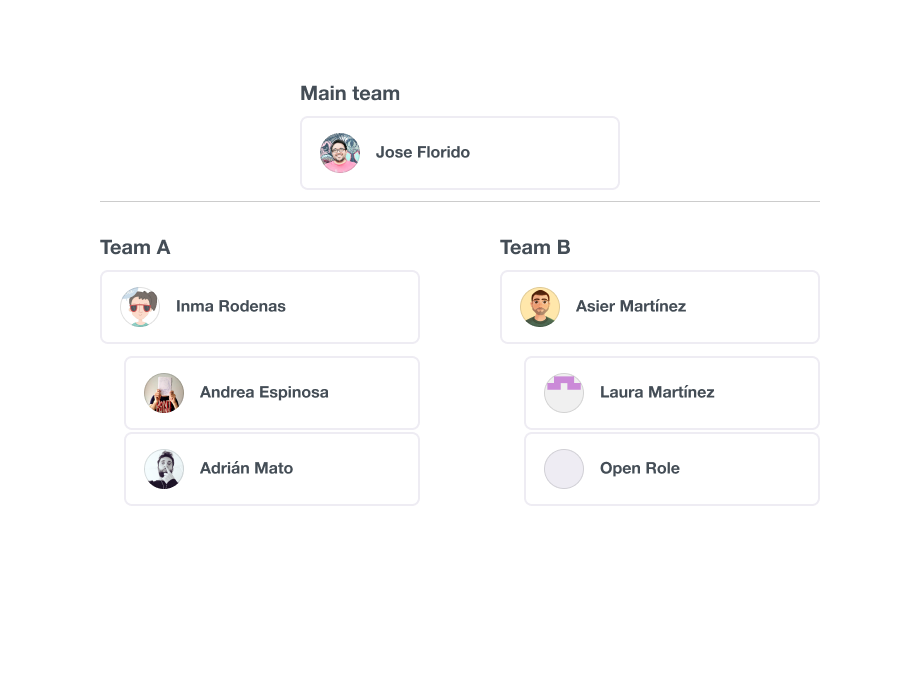 Main team
Jose Florido
Team A
Inma Rodenas
Andrea Espinosa
Adrián Mato
Team B
Asier Martínez
Laura Martínez
Open Role